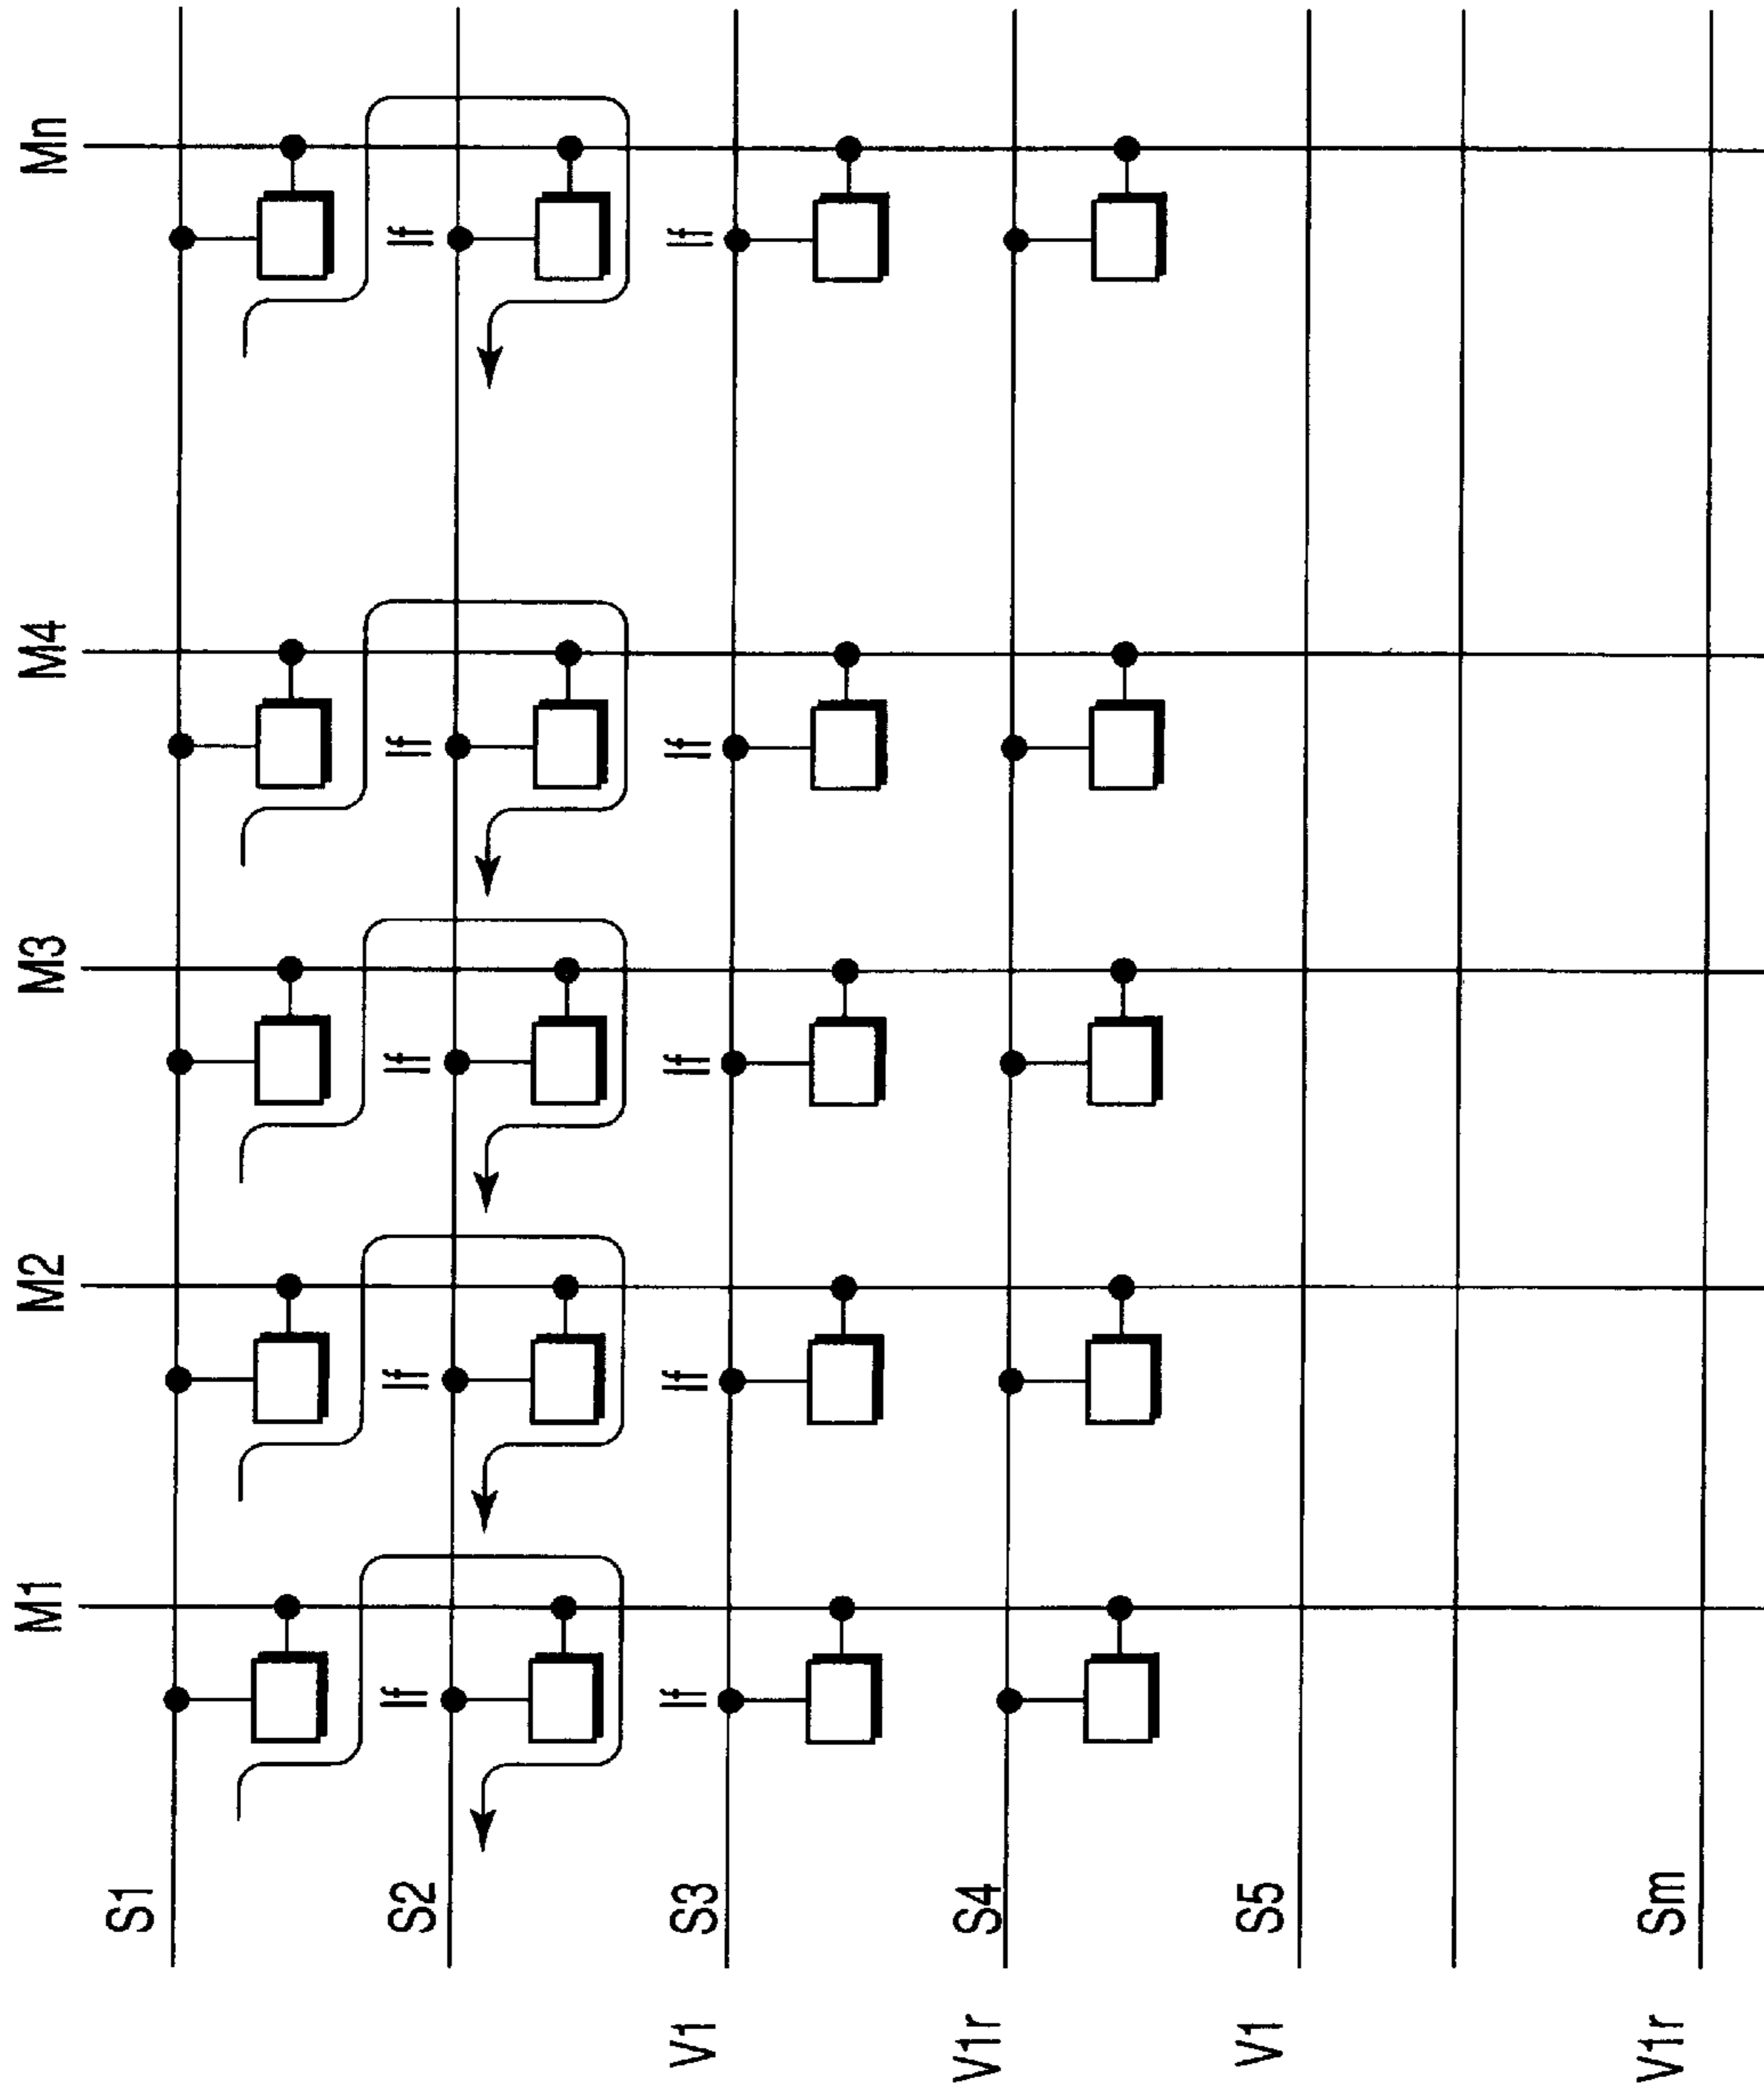 M1 M2 M3 M4 Mn
S1
S2 If If If If If
V1 S3 If If If If If
V1r S4
V1 S5
V1r Sm